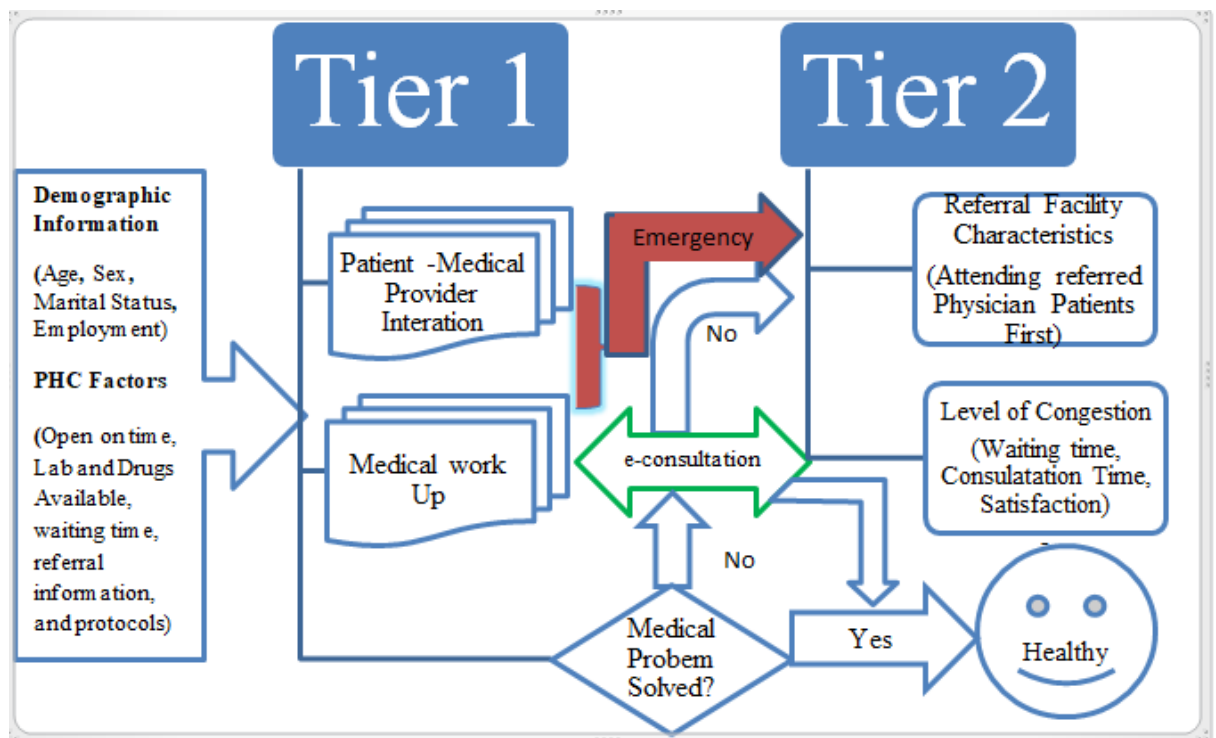 Tier 1
Tier 2
Demographic
Information
(Age, Sex,
Marital Status,
Employment)
PHC Factors
(Open on time,
Lab and Drugs
Available,
waiting time,
referral
information,
and protocols)
Patient -Medical
Provider
Interation
Medical work
Up
Emergency
No
e-consultation
No
Medical
Probem
Solved?
Yes
Referral Facility
Characteristics
(Attending referred
Physician Patients
First)
Level of Congestion
(Waiting time,
Consulatation Time,
Satisfaction)
Healthy